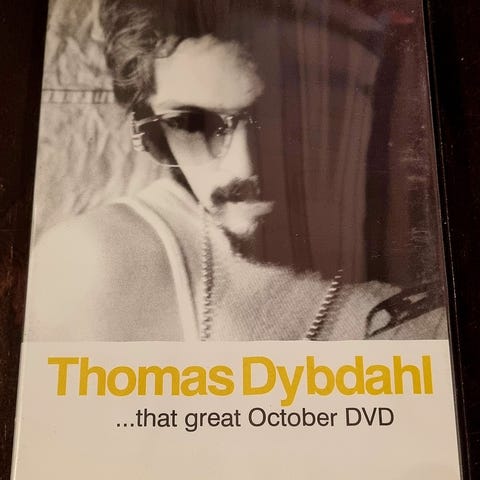 Thomas Dybdahl
...that great October DVD